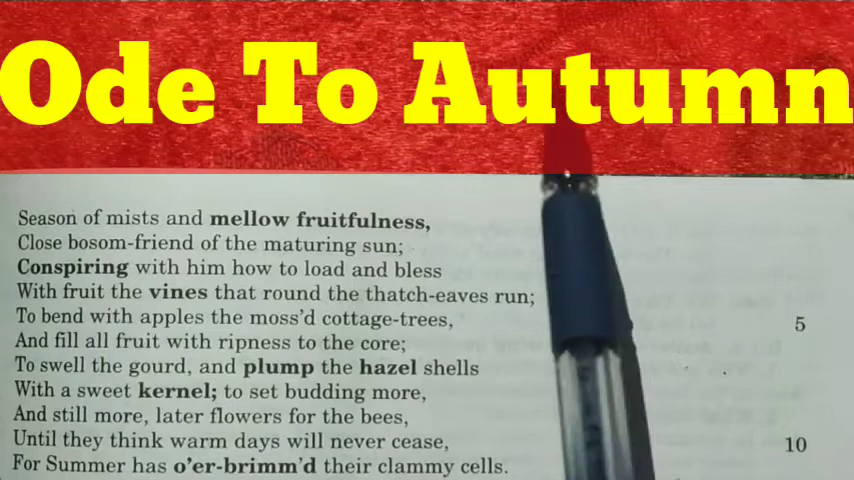 Ode To Autumn
Season of mists and mellow fruitfulness,
Close bosom-friend of the maturing sun;
Conspiring with him how to load and bless
With fruit the vines that round the thatch-eaves run;
To bend with apples the moss'd cottage-trees, 5
And fill all fruit with ripness to the core;
To swell the gourd, and plump the hazel shells
With a sweet kernel; to set budding more,
And still more, later flowers for the bees,
Until they think warm days will never cease, 10
For Summer has o'er-brimm'd their clammy cells.